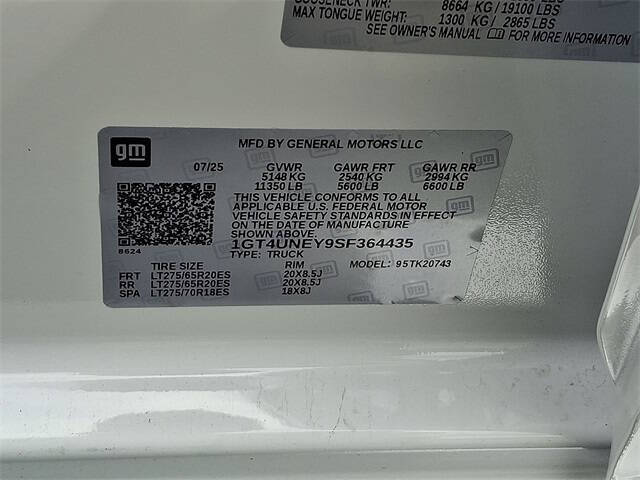 GOOSENECK TWR: 8664 KG/19100 LBS
MAX TONGUE WEIGHT: 1300 KG / 2865 LBS
SEE OWNER'S MANUAL FOR MORE INFORMATION
gm
MFD BY GENERAL MOTORS LLC
07/25 GVWR GAWR FRT GAWR RR
5148 KG 2540 KG 2994 KG
11350 LB 5600 LB 6600 LB
THIS VEHICLE CONFORMS TO ALL
APPLICABLE U.S. FEDERAL MOTOR
VEHICLE SAFETY STANDARDS IN EFFECT
ON THE DATE OF MANUFACTURE
SHOWN ABOVE.
8624
1GT4UNEY9SF364435
TYPE: TRUCK
TIRE SIZE RIM MODEL: 95TK20743
FRT LT275/65R20ES 20X8.5J
RR LT275/65R20ES 20X8.5J
SPA LT275/70R18ES 18X8J